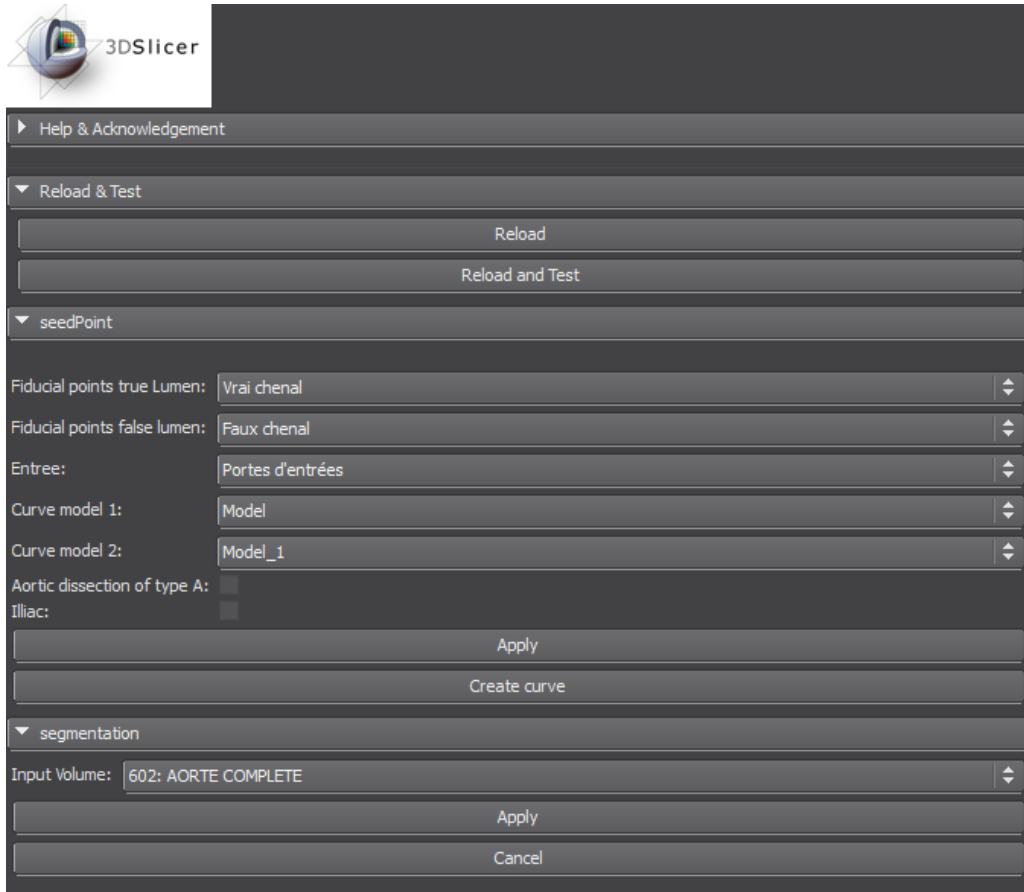 3DSlicer
Help & Acknowledgement
Reload & Test
Reload
Reload and Test
seedPoint
Fiducial points true Lumen: Vrai chenal
Fiducial points false lumen: Faux chenal
Entree: Portes d'entrées
Curve model 1: Model
Curve model 2: Model_1
Aortic dissection of type A:
Illiac:
Apply
Create curve
segmentation
Input Volume: 602: AORTE COMPLETE
Apply
Cancel